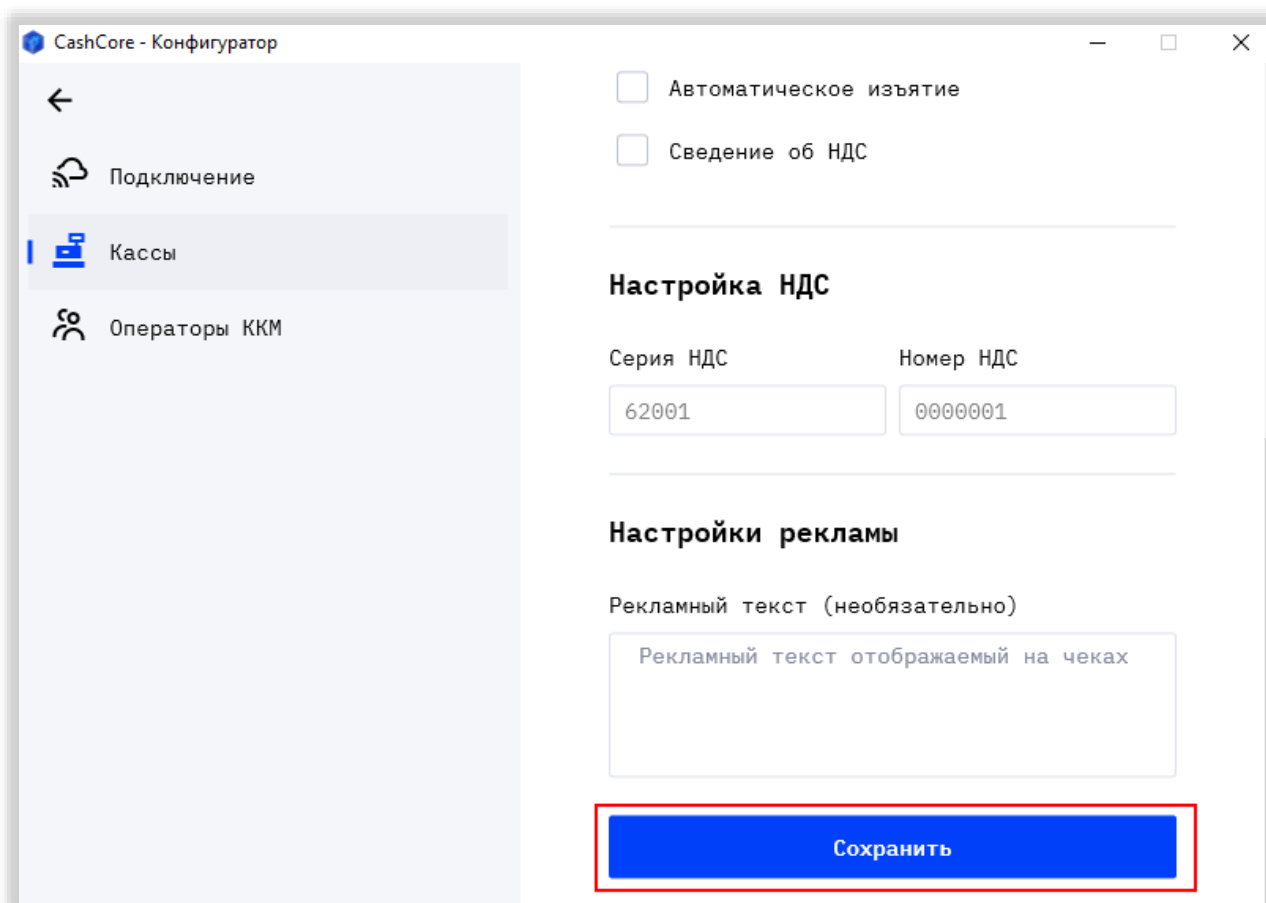 CashCore - Конфигуратор
Подключение
Кассы
Операторы ККМ
Автоматическое изъятие
Сведение об НДС
Настройка НДС
Серия НДС
Номер НДС
62001
0000001
Настройки рекламы
Рекламный текст (необязательно)
Рекламный текст отображаемый на чеках
Сохранить